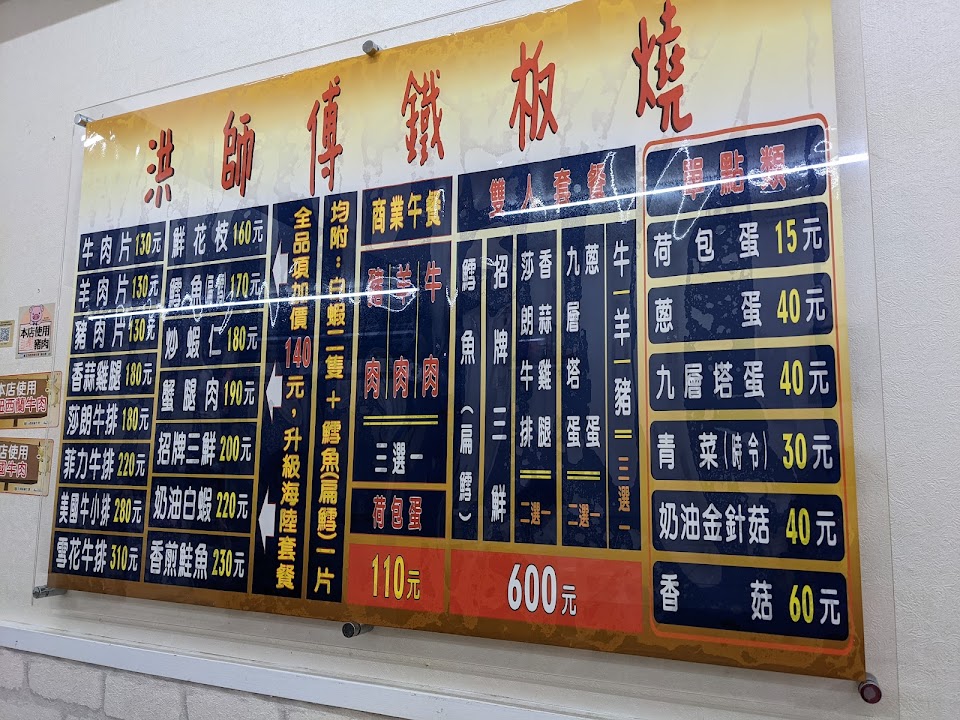 洪師傅鐵板燒
牛肉片130元
羊肉片130元
豬肉片130元
香蒜雞腿180元
莎朗牛排180元
菲力牛排220元
美國牛小排280元
雪花牛排310元
鮮花枝160元
鱈魚(扁鱈)170元
炒蝦仁180元
蟹腿肉190元
招牌三鮮200元
奶油白蝦220元
香煎鮭魚230元
全品項加價140元，升級海陸套餐
均附：白蝦二隻+鱈魚(扁鱈)一片
商業午餐
豬肉
羊肉
牛肉
三選一
荷包蛋
110元
雙人套餐
鱈魚(扁鱈)
招牌三鮮
莎朗牛排
香蒜雞腿
二選一
九層塔蛋
蔥蛋
二選一
牛|羊|豬=三選一
600元
單點類
荷包蛋15元
蔥蛋40元
九層塔蛋40元
青菜(時令)30元
奶油金針菇40元
香菇60元
本店使用
豬肉
本店使用
牛肉
店使用
牛肉